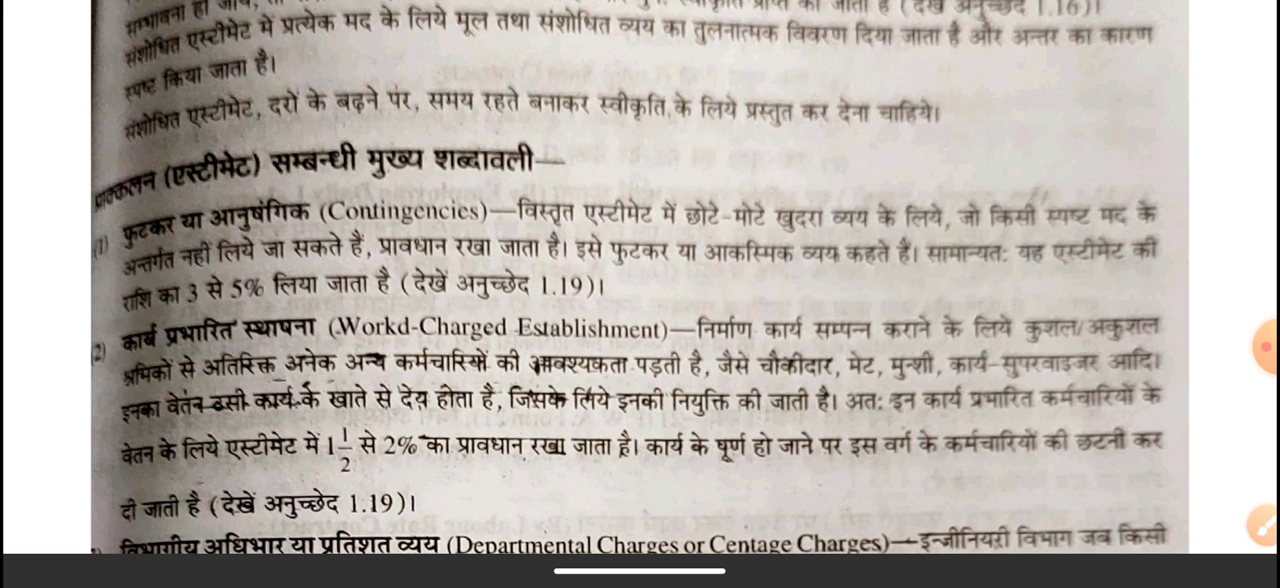 सम्भावना हो जाये, स्वीकृति प्राप्त की जाती है (देखें अनुच्छेद 1.16)।
संशोधित एस्टीमेट में प्रत्येक मद के लिये मूल तथा संशोधित व्यय का तुलनात्मक विवरण दिया जाता है और अन्तर का कारण
स्पष्ट किया जाता है।
संशोधित एस्टीमेट, दरों के बढ़ने पर, समय रहते बनाकर स्वीकृति के लिये प्रस्तुत कर देना चाहिये।
प्राक्कलन (एस्टीमेट) सम्बन्धी मुख्य शब्दावली—
(1) फुटकर या आनुषंगिक (Contingencies)—विस्तृत एस्टीमेट में छोटे-मोटे खुदरा व्यय के लिये, जो किसी स्पष्ट मद के
अन्तर्गत नहीं लिये जा सकते हैं, प्रावधान रखा जाता है। इसे फुटकर या आकस्मिक व्यय कहते हैं। सामान्यतः यह एस्टीमेट की
राशि का 3 से 5% लिया जाता है (देखें अनुच्छेद 1.19)।
2) कार्य प्रभारित स्थापना (Workd-Charged Establishment)—निर्माण कार्य सम्पन्न कराने के लिये कुशल/अकुशल
श्रमिकों से अतिरिक्त अनेक अन्य कर्मचारियों की आवश्यकता पड़ती है, जैसे चौकीदार, मेट, मुन्शी, कार्य-सुपरवाइजर आदि।
इनका वेतन उसी कार्य के खाते से देय होता है, जिसके लिये इनकी नियुक्ति की जाती है। अतः इन कार्य प्रभारित कर्मचारियों के
वेतन के लिये एस्टीमेट में 1 1/2 से 2% का प्रावधान रखा जाता है। कार्य के पूर्ण हो जाने पर इस वर्ग के कर्मचारियों की छटनी कर
दी जाती है (देखें अनुच्छेद 1.19)।
विभागीय अधिभार या प्रतिशत व्यय (Departmental Charges or Centage Charges)—इन्जीनियरी विभाग जब किसी